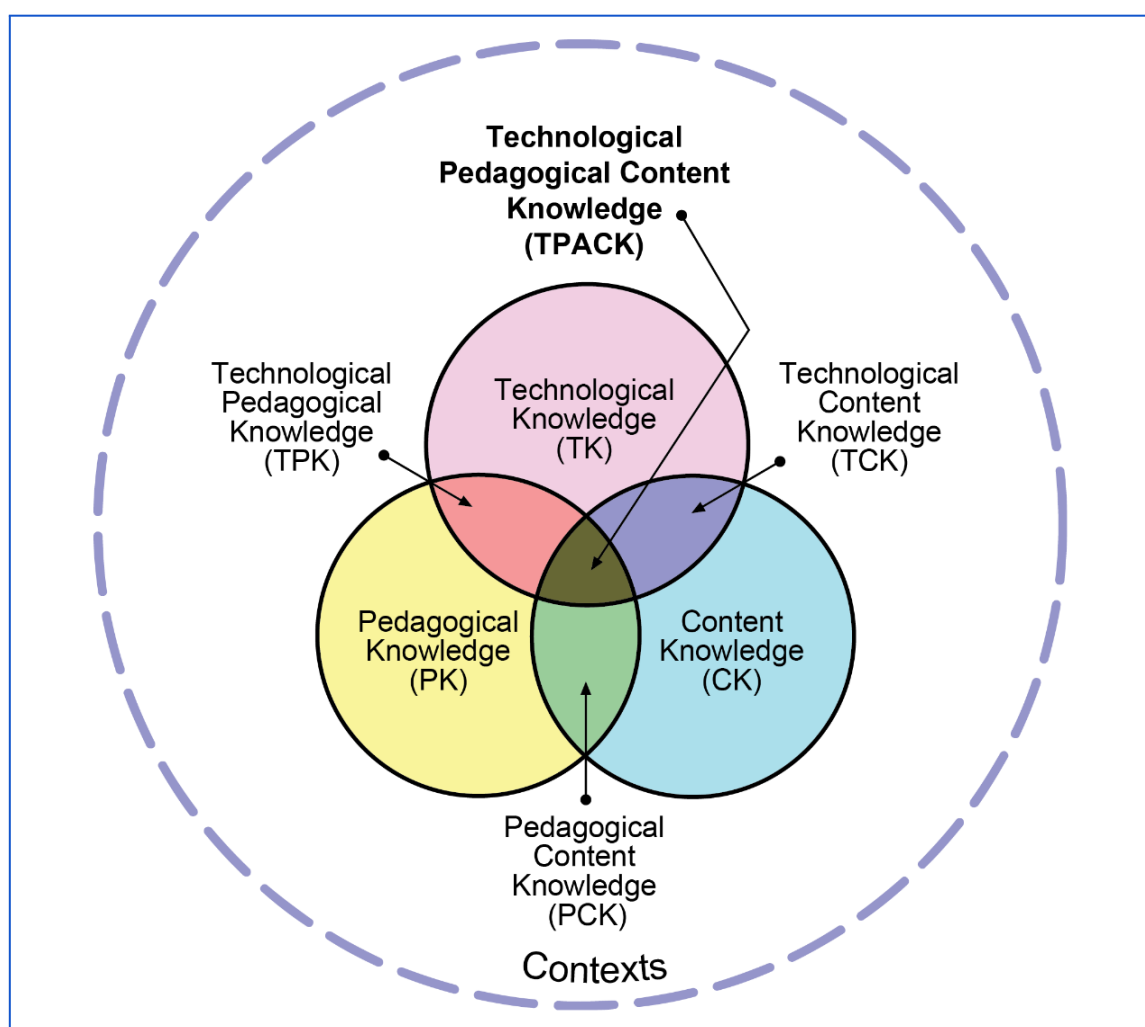 Technological
Pedagogical Content
Knowledge
(TPACK)
Technological
Pedagogical
Knowledge
(TPK)
Technological
Knowledge
(TK)
Technological
Content
Knowledge
(TCK)
Pedagogical
Knowledge
(PK)
Content
Knowledge
(CK)
Pedagogical
Content
Knowledge
(PCK)
Contexts